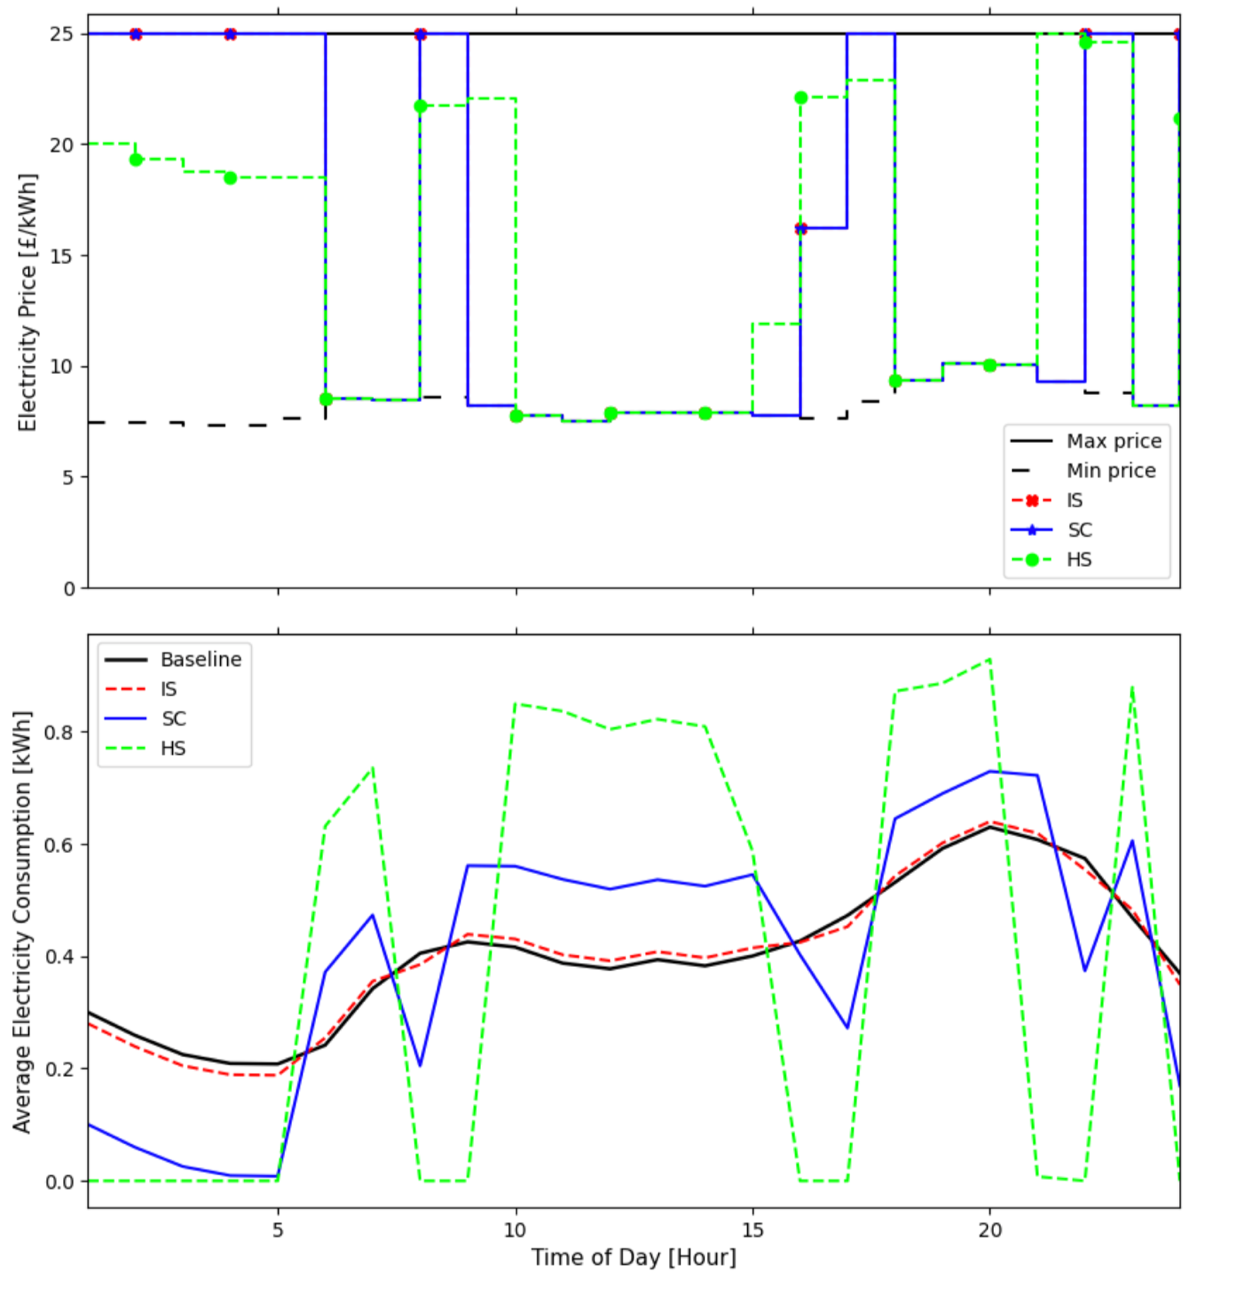 25
20
15
10
5
0
Electricity Price [£/kWh]
Max price
Min price
IS
SC
HS
Baseline
IS
SC
HS
0.8
0.6
0.4
0.2
0.0
Average Electricity Consumption [kWh]
5 10 15 20
Time of Day [Hour]